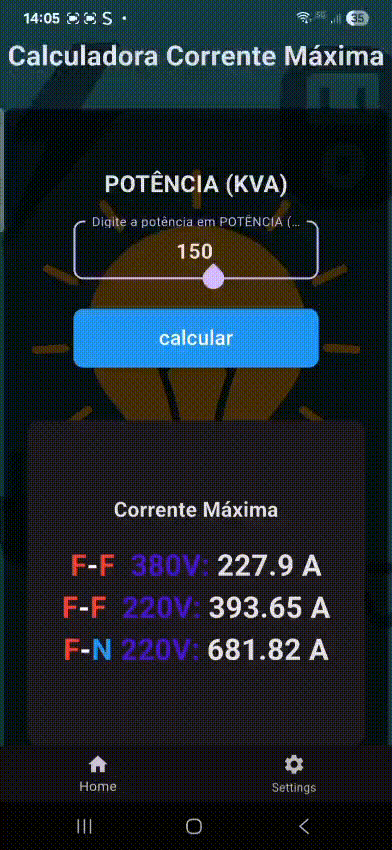 14:05 S 35
Calculadora Corrente Máxima
POTÊNCIA (KVA)
Digite a potência em POTÊNCIA (...
150
calcular
Corrente Máxima
F-F 380V: 227.9 A
F-F 220V: 393.65 A
F-N 220V: 681.82 A
Home
Settings